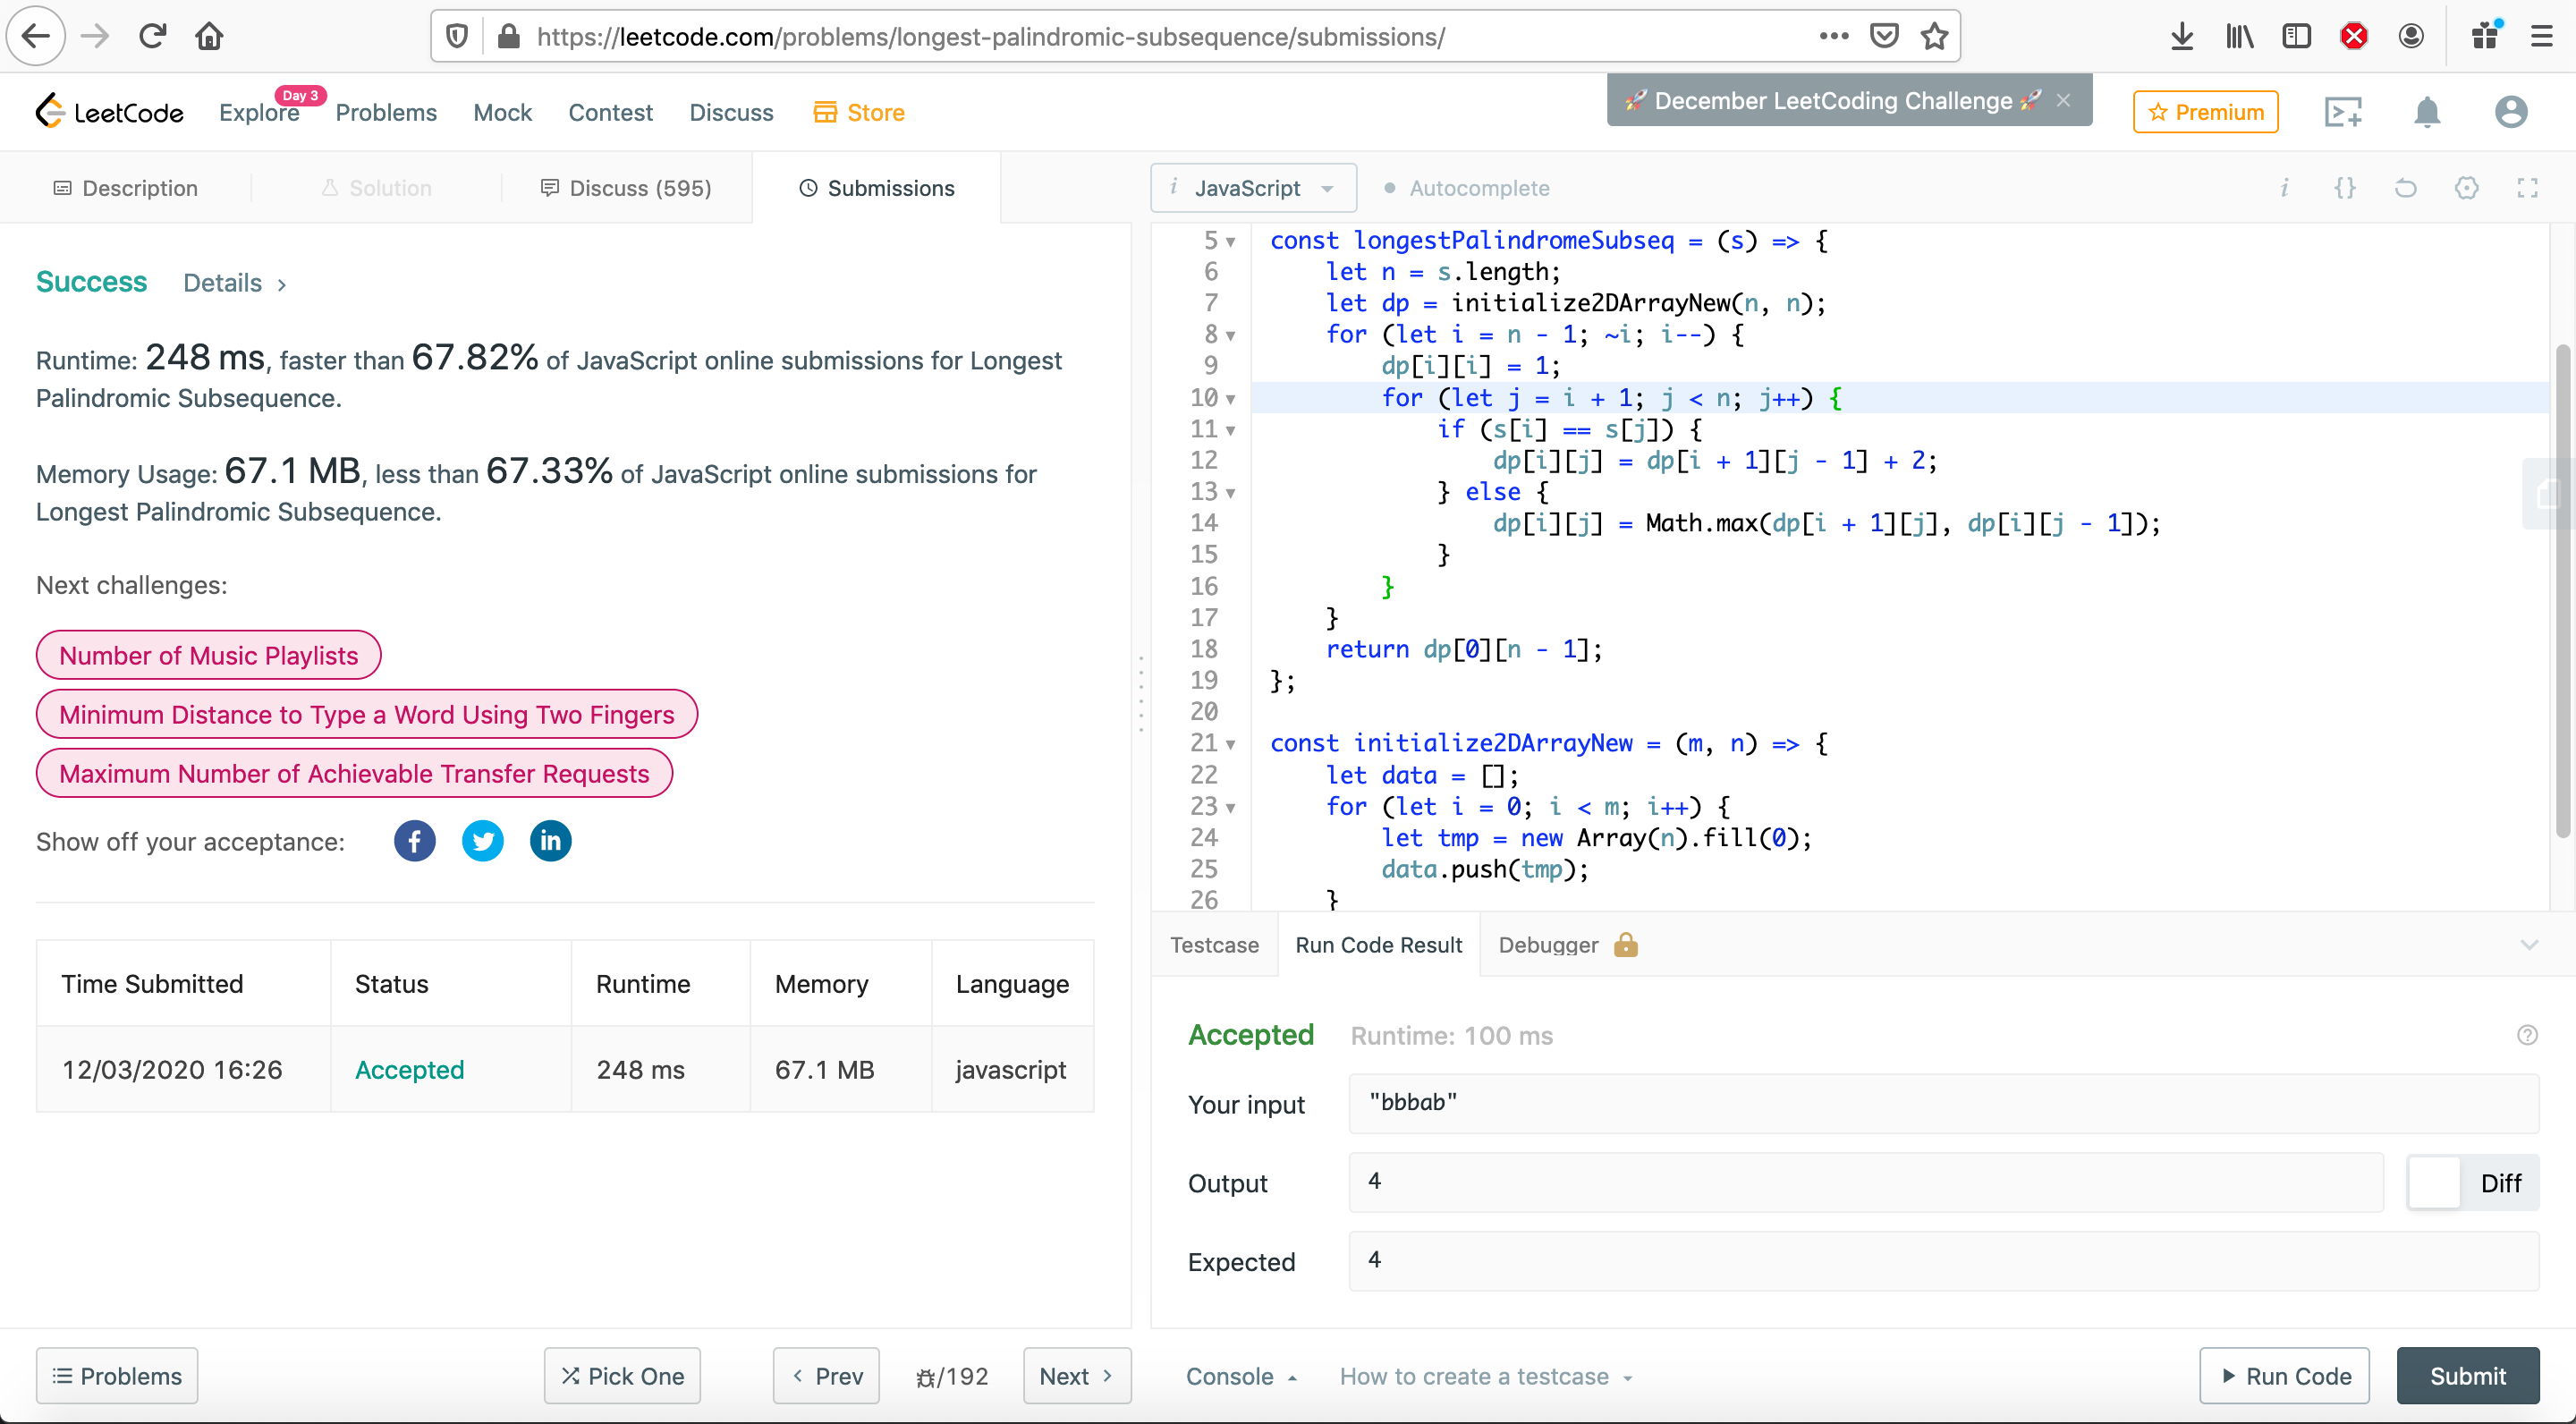 https://leetcode.com/problems/longest-palindromic-subsequence/submissions/
LeetCode
Explore
Day 3
Problems
Mock
Contest
Discuss
Store
🚀 December LeetCoding Challenge 🚀 ×
Premium
Description
Solution
Discuss (595)
Submissions
i JavaScript
Autocomplete
i
{}
Success
Details >
Runtime: 248 ms, faster than 67.82% of JavaScript online submissions for Longest
Palindromic Subsequence.
Memory Usage: 67.1 MB, less than 67.33% of JavaScript online submissions for
Longest Palindromic Subsequence.
Next challenges:
Number of Music Playlists
Minimum Distance to Type a Word Using Two Fingers
Maximum Number of Achievable Transfer Requests
Show off your acceptance:
f
in
Time Submitted Status Runtime Memory Language
12/03/2020 16:26 Accepted 248 ms 67.1 MB javascript
5 const longestPalindromeSubseq = (s) => {
6 let n = s.length;
7 let dp = initialize2DArrayNew(n, n);
8 for (let i = n - 1; ~i; i--) {
9 dp[i][i] = 1;
10 for (let j = i + 1; j < n; j++) {
11 if (s[i] == s[j]) {
12 dp[i][j] = dp[i + 1][j - 1] + 2;
13 } else {
14 dp[i][j] = Math.max(dp[i + 1][j], dp[i][j - 1]);
15 }
16 }
17 }
18 return dp[0][n - 1];
19 };
20
21 const initialize2DArrayNew = (m, n) => {
22 let data = [];
23 for (let i = 0; i < m; i++) {
24 let tmp = new Array(n).fill(0);
25 data.push(tmp);
26 }
Testcase
Run Code Result
Debugger
Accepted
Runtime: 100 ms
?
Your input
"bbbab"
Output
4
Diff
Expected
4
Problems
Pick One
< Prev
/192
Next >
Console
How to create a testcase
Run Code
Submit